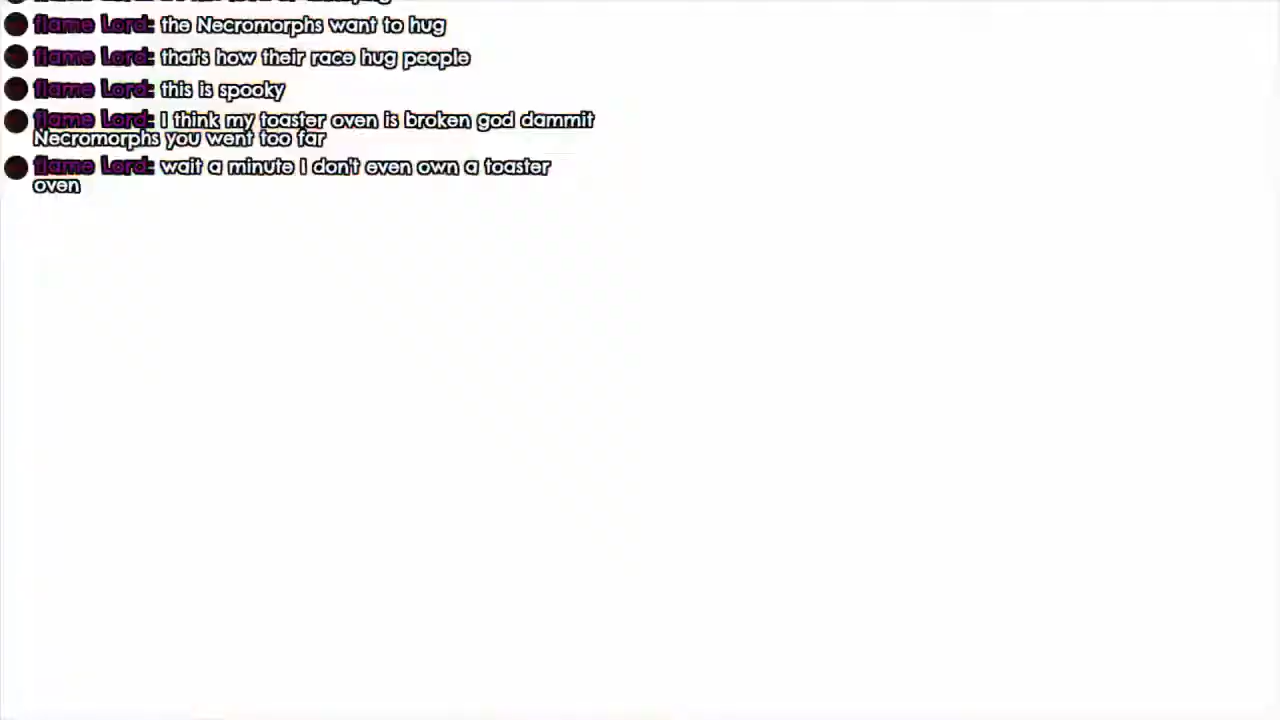 flame Lord: the Necromorphs want to hug
flame Lord: that's how their race hug people
flame Lord: this is spooky
flame Lord: I think my toaster oven is broken god dammit
Necromorphs you went too far
flame Lord: wait a minute I don't even own a toaster
oven